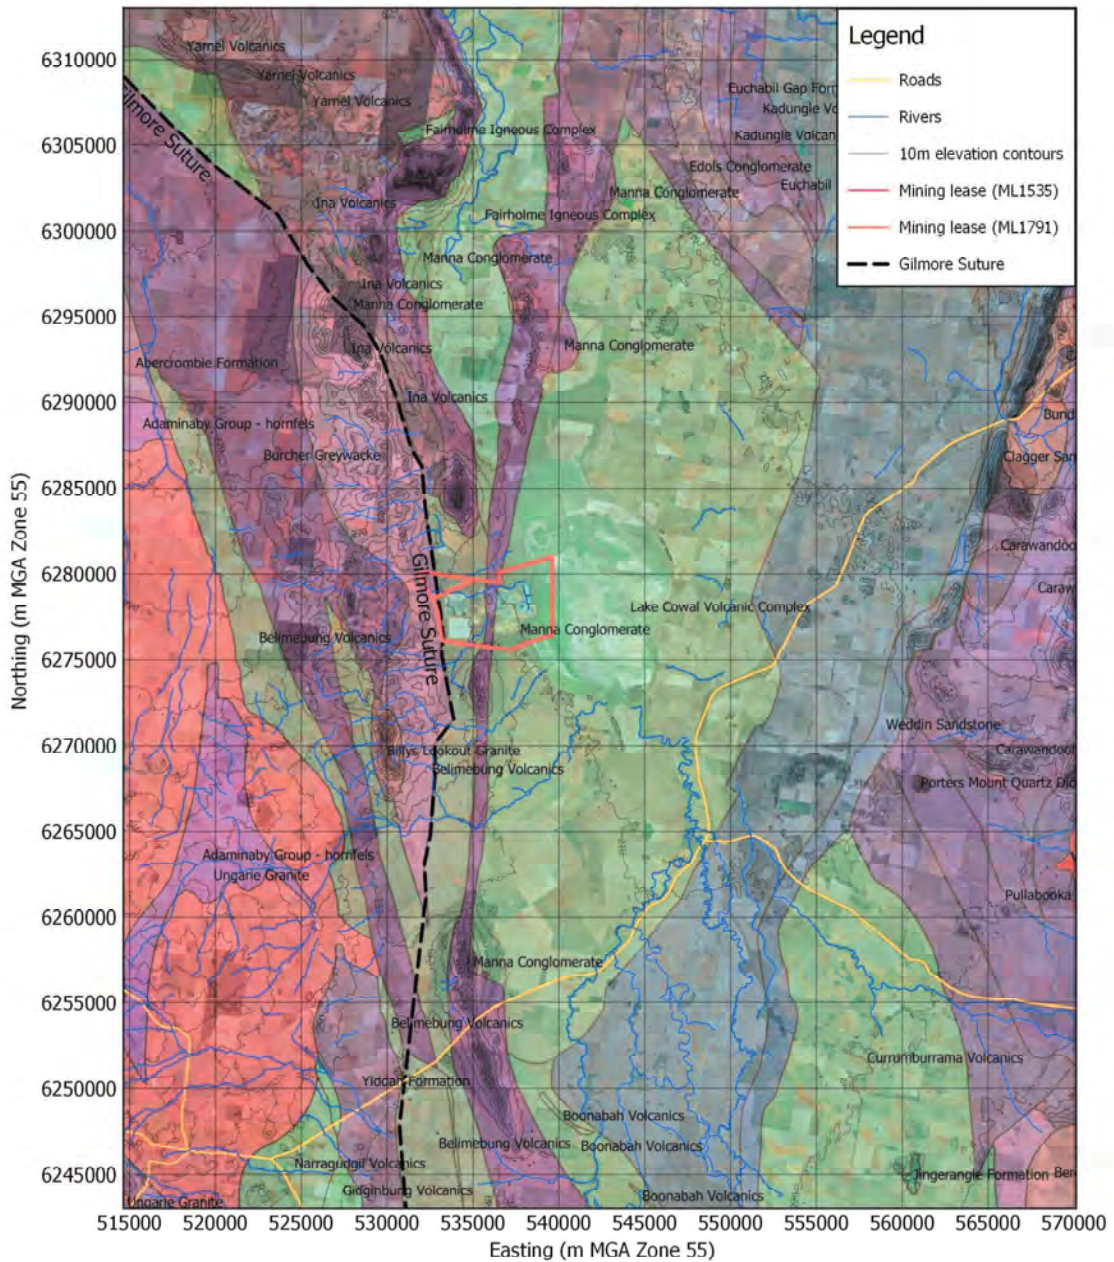 Legend
Roads
Rivers
10m elevation contours
Mining lease (ML1535)
Mining lease (ML1791)
Gilmore Suture
Yarnel Volcanics
Yarnel Volcanics
Yarnel Volcanics
Gilmore Suture
Fairholme Igneous Complex
Euchabil Gap Form
Kadungle Vo
Kadungle Volcan
Edols Conglomerate
Euchabil
Manna Conglomerate
Ina Volcanics
Fairholme Igneous Complex
Manna Conglomerate
Ina Volcanics
Manna Conglomerate
Ina Volcanics
Manna Conglomerate
Abercrombie Formation
Ina Volcanics
Adaminaby Group - hornfels
Bund
Burcher Greywacke
Clagger San
Carawandoo
Gilmore Suture
Caraw
Lake Cowal Volcanic Complex
Manna Conglomerate
Belimebung Volcanics
Weddin Sandstone
Billys Lookout Granite
Carawandoo
Belimebung Volcanics
Porters Mount Quartz Dio
Adaminaby Group - hornfels
Ungarie Granite
Pullabooka
Manna Conglomerate
Belimebung Volcanics
Currumburrama Volcanics
Yiddah Formation
Boonabah Volcanics
Belimebung Volcanics
Boonabah Volcanics
Narragudgil Volcanics
Jingerangle Formation
Ber
Gidginbung Volcanics
Boonabah Volcanics
Ungarie Granite
6310000
6305000
6300000
6295000
6290000
6285000
6280000
6275000
6270000
6265000
6260000
6255000
6250000
6245000
Northing (m MGA Zone 55)
515000 520000 525000 530000 535000 540000 545000 550000 555000 560000 565000 570000
Easting (m MGA Zone 55)